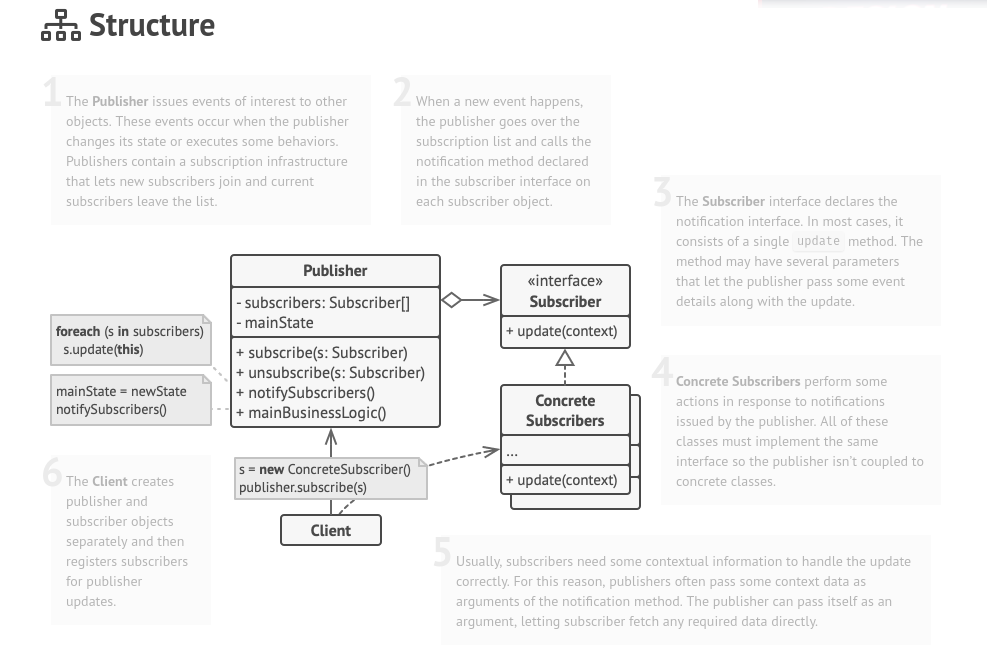 Structure
1
The Publisher issues events of interest to other
objects. These events occur when the publisher
changes its state or executes some behaviors.
Publishers contain a subscription infrastructure
that lets new subscribers join and current
subscribers leave the list.
2
When a new event happens,
the publisher goes over the
subscription list and calls the
notification method declared
in the subscriber interface on
each subscriber object.
3
The Subscriber interface declares the
notification interface. In most cases, it
consists of a single update method. The
method may have several parameters
that let the publisher pass some event
details along with the update.
Publisher
- subscribers: Subscriber[]
- mainState
+ subscribe(s: Subscriber)
+ unsubscribe(s: Subscriber)
+ notifySubscribers()
+ mainBusinessLogic()
«interface»
Subscriber
+ update(context)
foreach (s in subscribers)
s.update(this)
mainState = newState
notifySubscribers()
4
Concrete Subscribers perform some
actions in response to notifications
issued by the publisher. All of these
classes must implement the same
interface so the publisher isn't coupled to
concrete classes.
Concrete
Subscribers
...
+ update(context)
s = new ConcreteSubscriber()
publisher.subscribe(s)
Client
6
The Client creates
publisher and
subscriber objects
separately and then
registers subscribers
for publisher
updates.
5
Usually, subscribers need some contextual information to handle the update
correctly. For this reason, publishers often pass some context data as
arguments of the notification method. The publisher can pass itself as an
argument, letting subscriber fetch any required data directly.